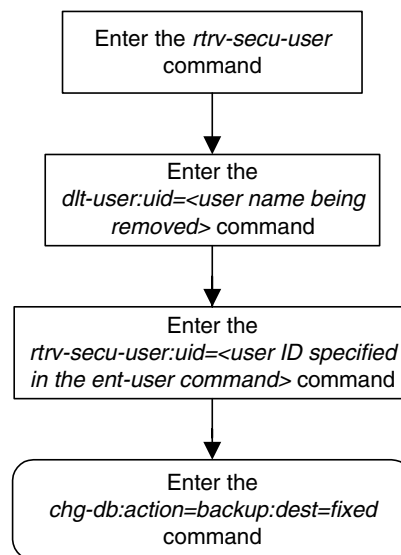 Enter the rtrv-secu-user
command
Enter the
dlt-user:uid=<user name being
removed> command
Enter the
rtrv-secu-user:uid=<user ID specified
in the ent-user command> command
Enter the
chg-db:action=backup:dest=fixed
command